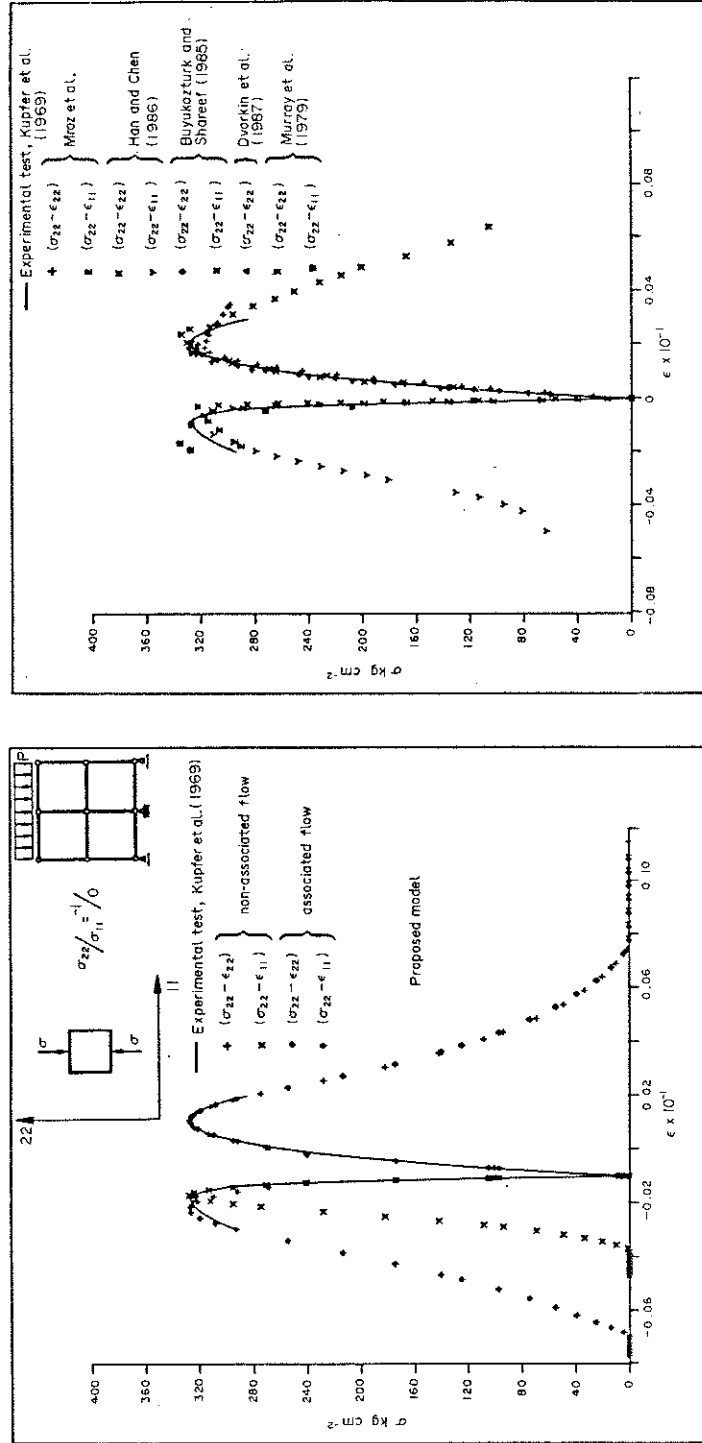 22
σ
σ
11
σ₂₂/σ₁₁ = -1/0
P
— Experimental test, Kupfer et al. (1969)
+ (σ₂₂ – ε₂₂)
(σ₂₂ – ε₁₁)
non-associated flow
(σ₂₂ – ε₂₂)
(σ₂₂ – ε₁₁)
associated flow
Proposed model
σ kg cm⁻²
400
320
280
240
200
160
120
80
40
0
-0.06
-0.02
0.02
0.06
0.10
ε x 10⁻¹
— Experimental test, Kupfer et al. (1969)
+ (σ₂₂ – ε₂₂)
(σ₂₂ – ε₁₁)
Mroz et al.
(σ₂₂ – ε₂₂)
(σ₂₂ – ε₁₁)
Han and Chen (1986)
(σ₂₂ – ε₂₂)
(σ₂₂ – ε₁₁)
Buyukozturk and Shareef (1985)
(σ₂₂ – ε₂₂)
Dvorkin et al. (1987)
(σ₂₂ – ε₂₂)
(σ₂₂ – ε₁₁)
Murray et al. (1979)
σ kg cm⁻²
400
320
280
240
200
160
120
80
40
0
-0.08
-0.04
0
0.04
0.08
ε x 10⁻¹